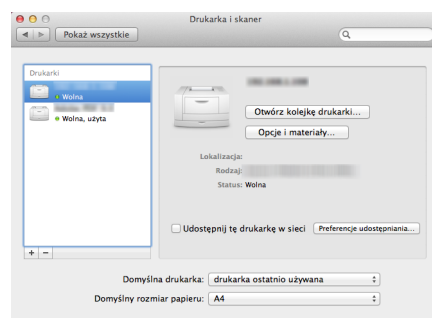 Drukarka i skaner
Pokaż wszystkie
Drukarki
Wolna
Wolna, użyta
Otwórz kolejkę drukarki...
Opcje i materiały...
Lokalizacja:
Rodzaj:
Status: Wolna
Udostępnij tę drukarkę w sieci
Preferencje udostępniania...
+ −
Domyślna drukarka: drukarka ostatnio używana
Domyślny rozmiar papieru: A4